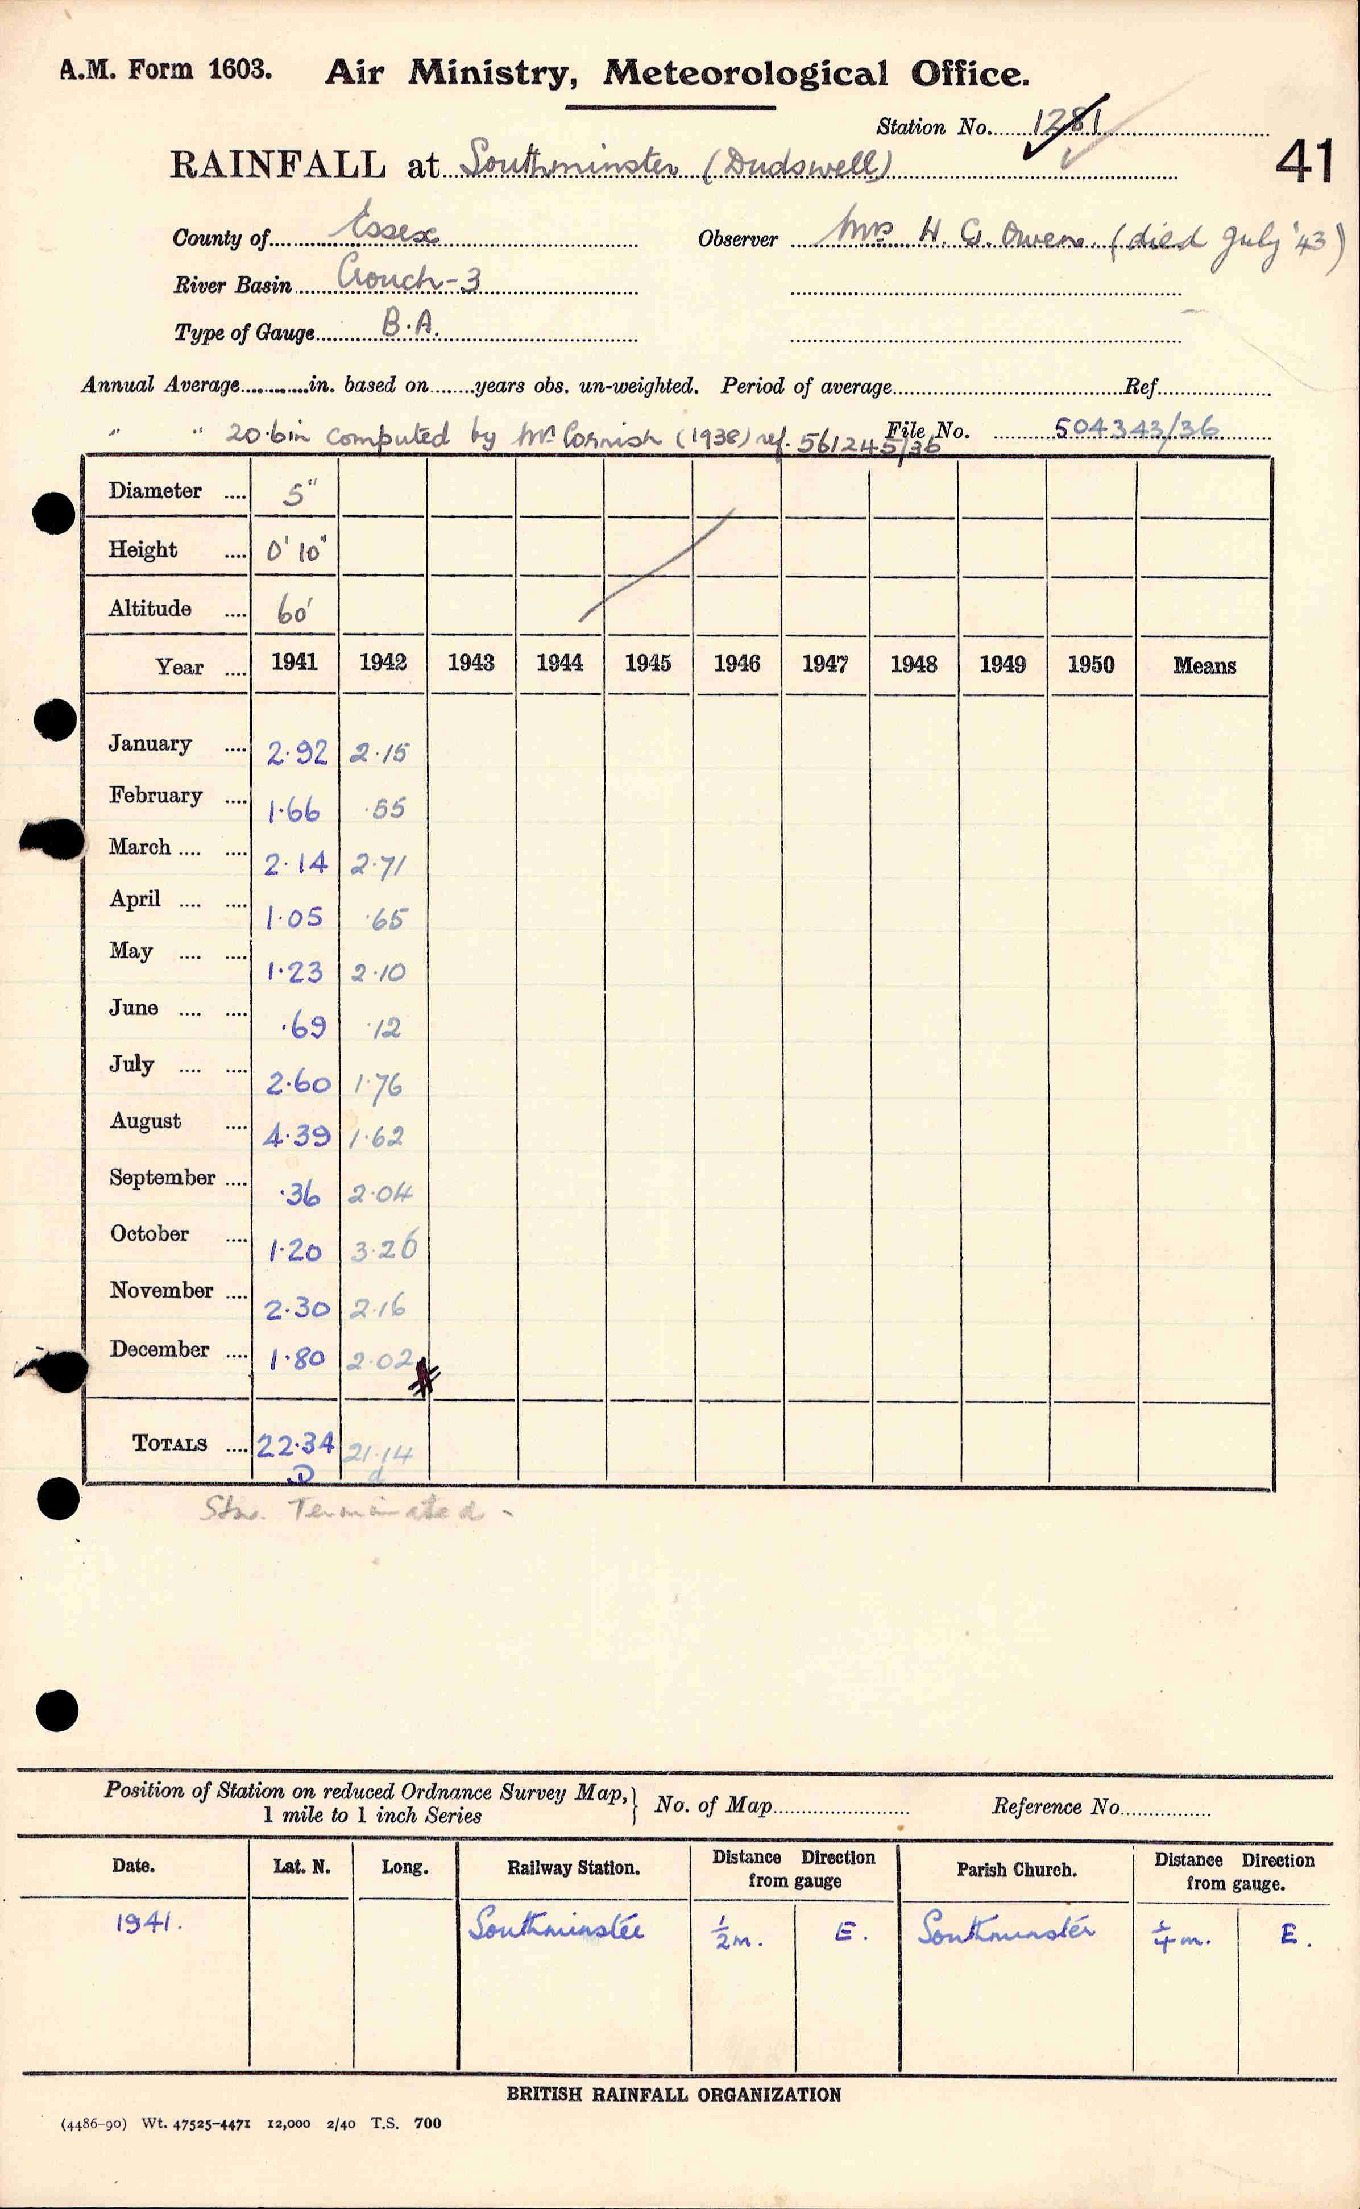 A.M. Form 1603. Air Ministry, Meteorological Office.
Station No. 1281
RAINFALL at Southminster (Dudswell) 41
County of Essex Observer Mrs H. G. Owen. (died July '43)
River Basin Crouch-3
Type of Gauge B.A.
Annual Average in. based on years obs. un-weighted. Period of average Ref.
" " 20.6in computed by Mr Cornish (1938) ref. 561245/36 File No. 504343/36
Diameter 5"
Height 0' 10"
Altitude 60'
Year 1941 1942 1943 1944 1945 1946 1947 1948 1949 1950 Means
January 2.92 2.15
February 1.66 .55
March 2.14 2.71
April 1.05 .65
May 1.23 2.10
June .69 .12
July 2.60 1.76
August 4.39 1.62
September .36 2.04
October 1.20 3.26
November 2.30 2.16
December 1.80 2.02
TOTALS 22.34 21.14
D d
Stn. Terminated -
Position of Station on reduced Ordnance Survey Map, } No. of Map Reference No.
1 mile to 1 inch Series
Date. Lat. N. Long. Railway Station. Distance Direction from gauge Parish Church. Distance Direction from gauge.
1941. Southminster 1/2 m. E. Southminster 1/4 m. E.
BRITISH RAINFALL ORGANIZATION
(4486-90) Wt. 47525-4471 12,000 2/40 T.S. 700